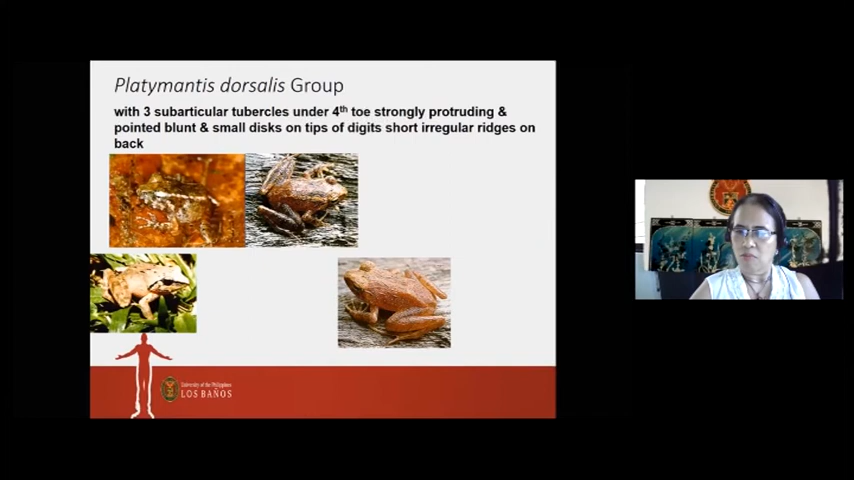 Platymantis dorsalis Group
with 3 subarticular tubercles under 4th toe strongly protruding &
pointed blunt & small disks on tips of digits short irregular ridges on
back
University of the Philippines
LOS BAÑOS